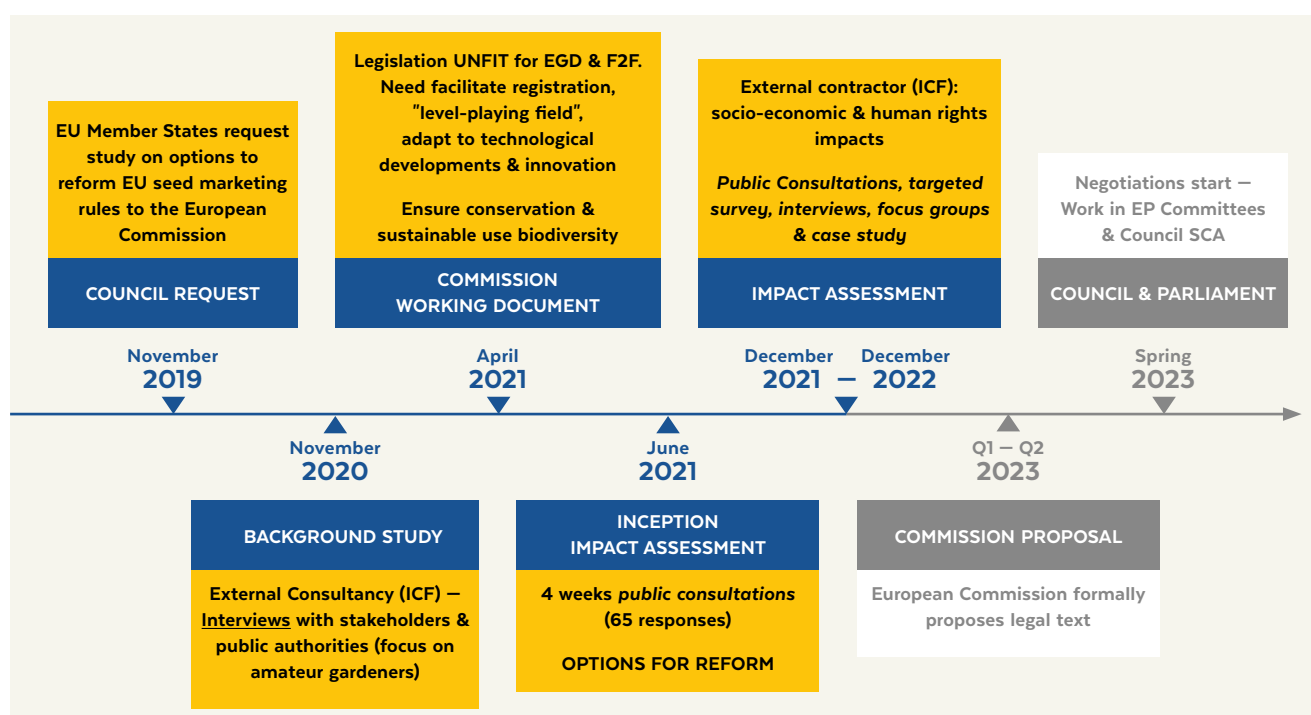 EU Member States request
study on options to
reform EU seed marketing
rules to the European
Commission
COUNCIL REQUEST
November
2019
November
2020
BACKGROUND STUDY
External Consultancy (ICF) –
Interviews with stakeholders &
public authorities (focus on
amateur gardeners)
Legislation UNFIT for EGD & F2F.
Need facilitate registration,
"level-playing field",
adapt to technological
developments & innovation
Ensure conservation &
sustainable use biodiversity
COMMISSION
WORKING DOCUMENT
April
2021
June
2021
INCEPTION
IMPACT ASSESSMENT
4 weeks public consultations
(65 responses)
OPTIONS FOR REFORM
External contractor (ICF):
socio-economic & human rights
impacts
Public Consultations, targeted
survey, interviews, focus groups
& case study
IMPACT ASSESSMENT
December December
2021 – 2022
Q1 – Q2
2023
COMMISSION PROPOSAL
European Commission formally
proposes legal text
Negotiations start –
Work in EP Committees
& Council SCA
COUNCIL & PARLIAMENT
Spring
2023